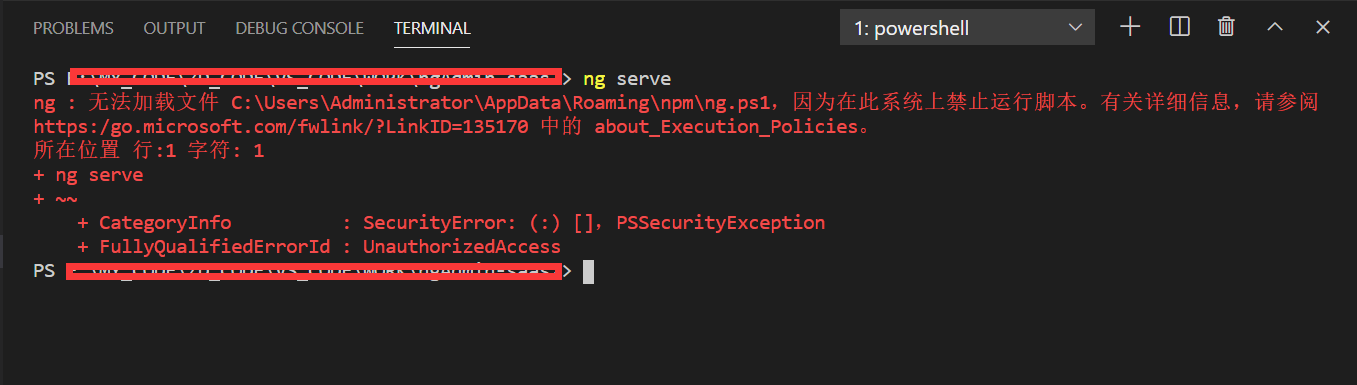 PROBLEMS OUTPUT DEBUG CONSOLE TERMINAL 1: powershell
PS > ng serve
ng : 无法加载文件 C:\Users\Administrator\AppData\Roaming\npm\ng.ps1，因为在此系统上禁止运行脚本。有关详细信息，请参阅
https:/go.microsoft.com/fwlink/?LinkID=135170 中的 about_Execution_Policies。
所在位置 行:1 字符: 1
+ ng serve
+ ~~
+ CategoryInfo : SecurityError: (:) []，PSSecurityException
+ FullyQualifiedErrorId : UnauthorizedAccess
PS >